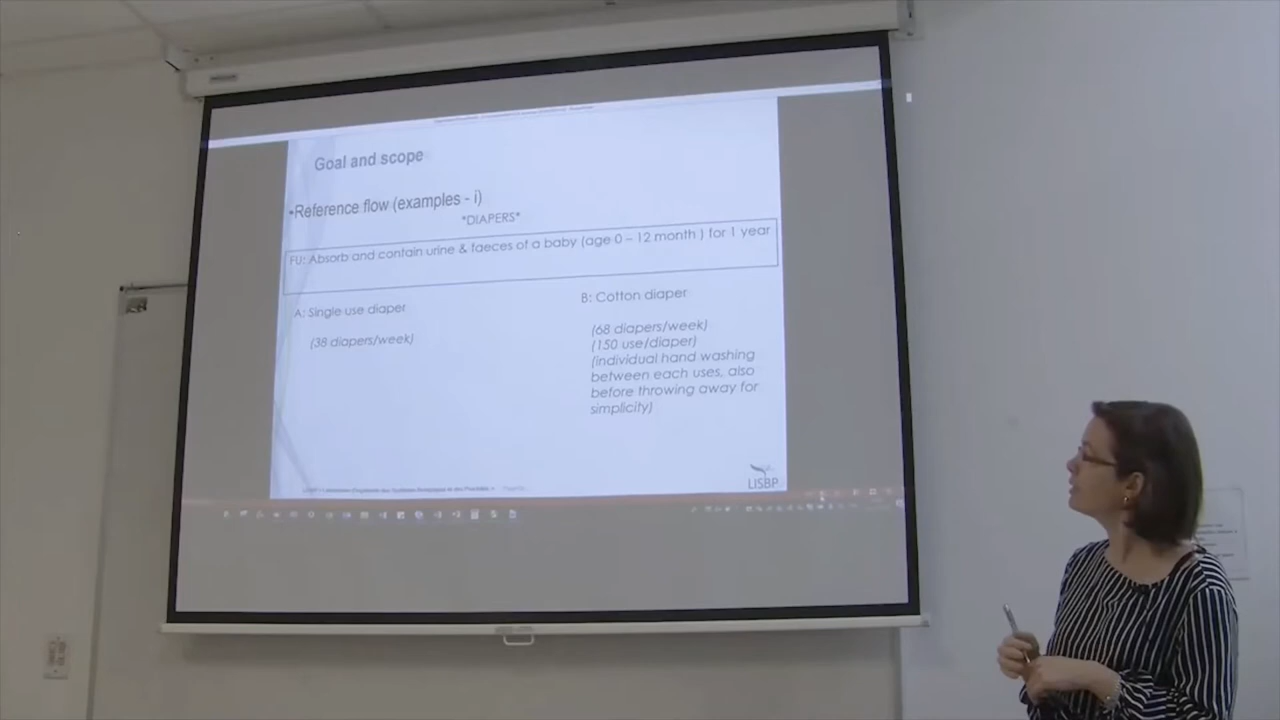 Goal and scope
•Reference flow (examples - i)
*DIAPERS*
FU: Absorb and contain urine & faeces of a baby (age 0 – 12 month ) for 1 year
A: Single use diaper
(38 diapers/week)
B: Cotton diaper
(68 diapers/week)
(150 use/diaper)
(individual hand washing
between each uses, also
before throwing away for
simplicity)
LISBP